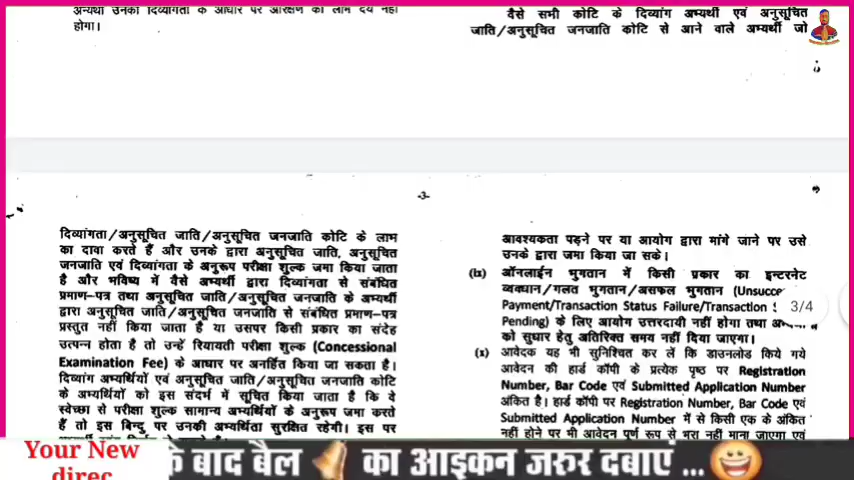 अन्यथा उनको दिव्यांगता के आधार पर आरक्षण का लाभ देय नहीं
होगा।
वैसे सभी कोटि के दिव्यांग अभ्यर्थी एवं अनुसूचित
जाति/अनुसूचित जनजाति कोटि से आने वाले अभ्यर्थी जो
-3-
दिव्यांगता/अनुसूचित जाति/अनुसूचित जनजाति कोटि के लाभ
का दावा करते हैं और उनके द्वारा अनुसूचित जाति, अनुसूचित
जनजाति एवं दिव्यांगता के अनुरूप परीक्षा शुल्क जमा किया जाता
है और भविष्य में वैसे अभ्यर्थी द्वारा दिव्यांगता से संबंधित
प्रमाण-पत्र तथा अनुसूचित जाति/अनुसूचित जनजाति के अभ्यर्थी
द्वारा अनुसूचित जाति/अनुसूचित जनजाति से संबंधित प्रमाण-पत्र
प्रस्तुत नहीं किया जाता है या उसपर किसी प्रकार का संदेह
उत्पन्न होता है तो उन्हें रियायती परीक्षा शुल्क (Concessional
Examination Fee) के आधार पर अनर्हित किया जा सकता है।
दिव्यांग अभ्यर्थियों एवं अनुसूचित जाति/अनुसूचित जनजाति कोटि
के अभ्यर्थियों को इस संदर्भ में सूचित किया जाता है कि वे
स्वेच्छा से परीक्षा शुल्क सामान्य अभ्यर्थियों के अनुरूप जमा करते
हैं तो इस बिन्दु पर उनकी अभ्यर्थिता सुरक्षित रहेगी। इस पर
आवश्यकता पड़ने पर या आयोग द्वारा मांगे जाने पर उसे
उनके द्वारा जमा किया जा सके।
(ix) ऑनलाईन भुगतान में किसी प्रकार का इन्टरनेट
व्यवधान/गलत भुगतान/असफल भुगतान (Unsucce
Payment/Transaction Status Failure/Transaction
Pending) के लिए आयोग उत्तरदायी नहीं होगा तथा
को सुधार हेतु अतिरिक्त समय नहीं दिया जाएगा।
(x) आवेदक यह भी सुनिश्चित कर लें कि डाउनलोड किये गये
आवेदन की हार्ड कॉपी के प्रत्येक पृष्ठ पर Registration
Number, Bar Code एवं Submitted Application Number
अंकित है। हार्ड कॉपी पर Registration Number, Bar Code एवं
Submitted Application Number में से किसी एक के अंकित
नहीं होने पर भी आवेदन पूर्ण रूप से भरा नहीं माना जाएगा एवं
3/4
Your New
direc
के बाद बैल का आइकन जरुर दबाएं ...